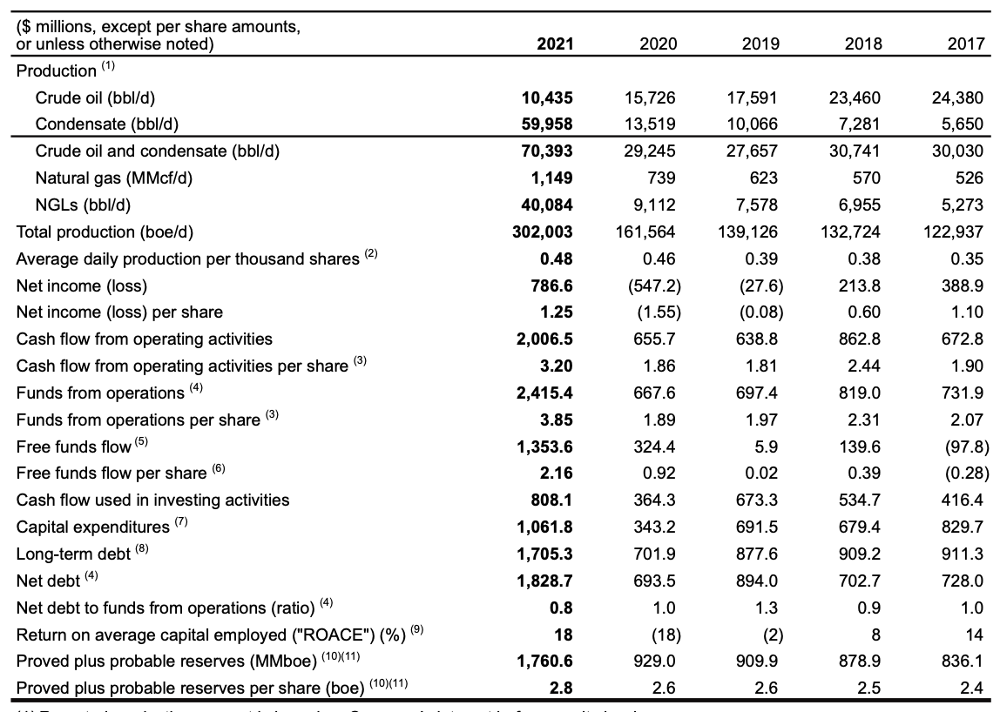 ($ millions, except per share amounts,
or unless otherwise noted) 2021 2020 2019 2018 2017
Production (1)
Crude oil (bbl/d) 10,435 15,726 17,591 23,460 24,380
Condensate (bbl/d) 59,958 13,519 10,066 7,281 5,650
Crude oil and condensate (bbl/d) 70,393 29,245 27,657 30,741 30,030
Natural gas (MMcf/d) 1,149 739 623 570 526
NGLs (bbl/d) 40,084 9,112 7,578 6,955 5,273
Total production (boe/d) 302,003 161,564 139,126 132,724 122,937
Average daily production per thousand shares (2) 0.48 0.46 0.39 0.38 0.35
Net income (loss) 786.6 (547.2) (27.6) 213.8 388.9
Net income (loss) per share 1.25 (1.55) (0.08) 0.60 1.10
Cash flow from operating activities 2,006.5 655.7 638.8 862.8 672.8
Cash flow from operating activities per share (3) 3.20 1.86 1.81 2.44 1.90
Funds from operations (4) 2,415.4 667.6 697.4 819.0 731.9
Funds from operations per share (3) 3.85 1.89 1.97 2.31 2.07
Free funds flow (5) 1,353.6 324.4 5.9 139.6 (97.8)
Free funds flow per share (6) 2.16 0.92 0.02 0.39 (0.28)
Cash flow used in investing activities 808.1 364.3 673.3 534.7 416.4
Capital expenditures (7) 1,061.8 343.2 691.5 679.4 829.7
Long-term debt (8) 1,705.3 701.9 877.6 909.2 911.3
Net debt (4) 1,828.7 693.5 894.0 702.7 728.0
Net debt to funds from operations (ratio) (4) 0.8 1.0 1.3 0.9 1.0
Return on average capital employed ("ROACE") (%) (9) 18 (18) (2) 8 14
Proved plus probable reserves (MMboe) (10)(11) 1,760.6 929.0 909.9 878.9 836.1
Proved plus probable reserves per share (boe) (10)(11) 2.8 2.6 2.6 2.5 2.4